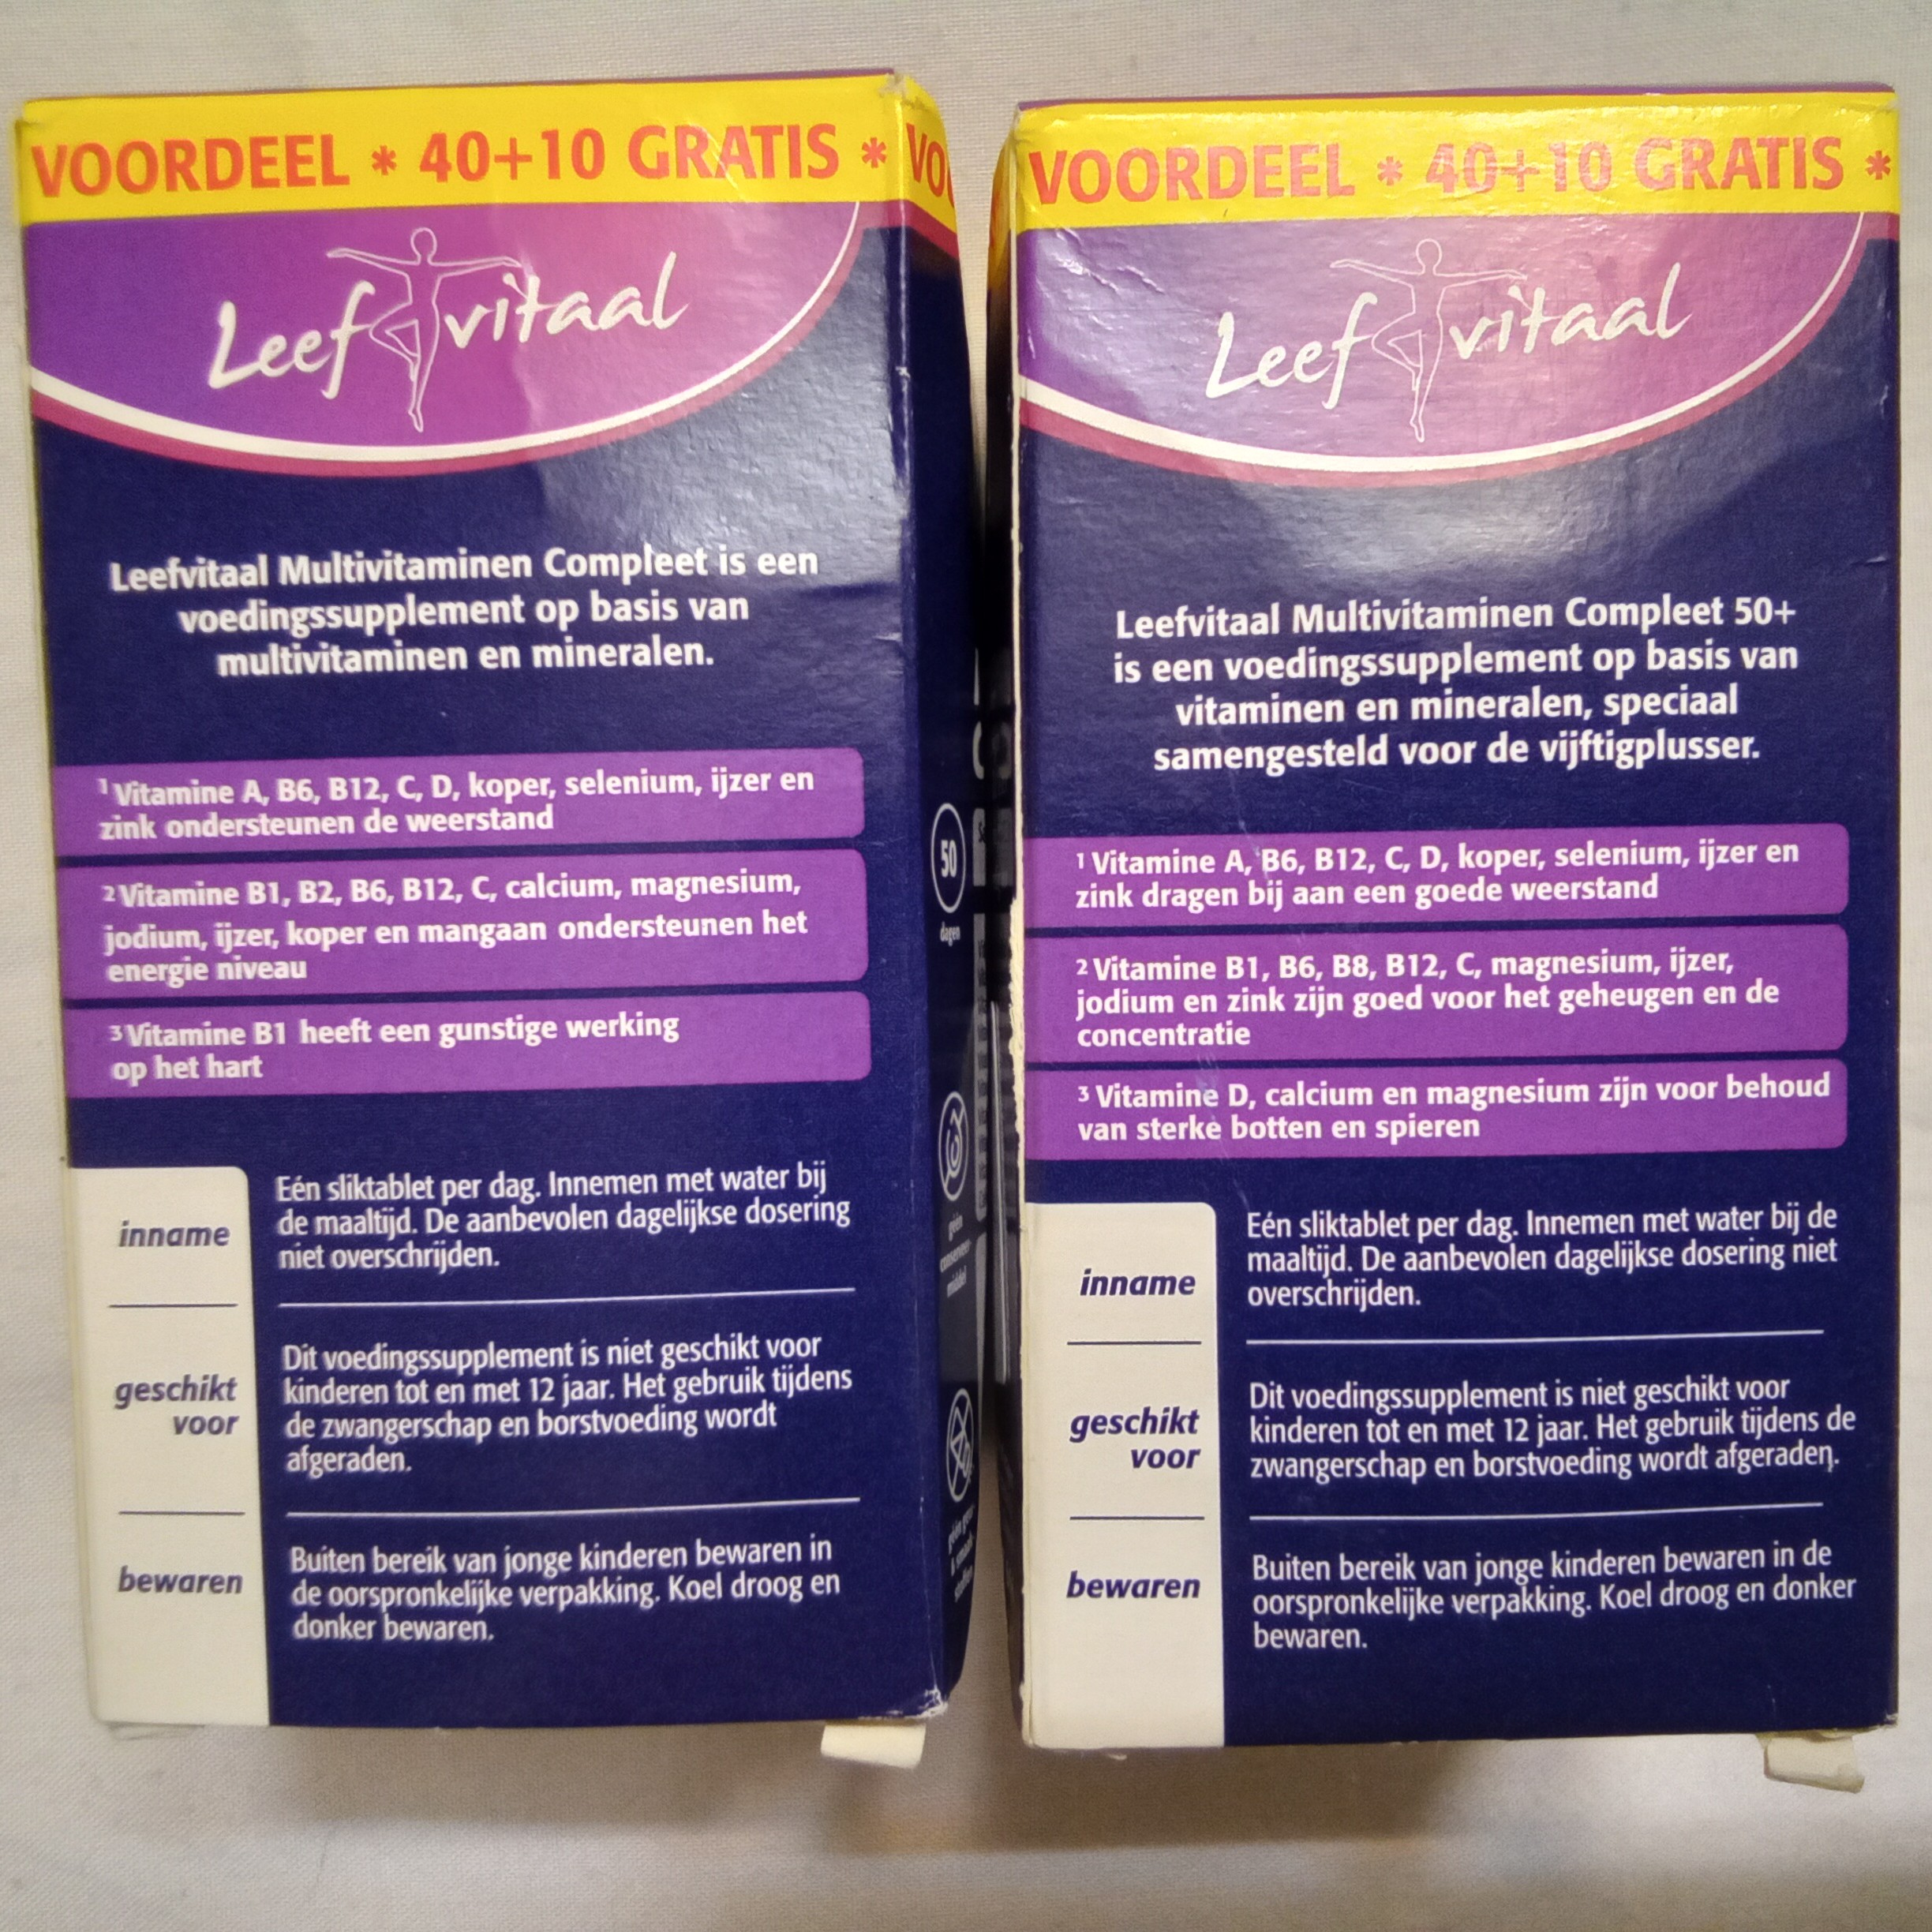 VOORDEEL * 40+10 GRATIS *
Leef vitaal
Leefvitaal Multivitaminen Compleet is een
voedingssupplement op basis van
multivitaminen en mineralen.
1 Vitamine A, B6, B12, C, D, koper, selenium, ijzer en
zink ondersteunen de weerstand
2 Vitamine B1, B2, B6, B12, C, calcium, magnesium,
jodium, ijzer, koper en mangaan ondersteunen het
energie niveau
3 Vitamine B1 heeft een gunstige werking
op het hart
inname
Eén sliktablet per dag. Innemen met water bij
de maaltijd. De aanbevolen dagelijkse dosering
niet overschrijden.
geschikt
voor
Dit voedingssupplement is niet geschikt voor
kinderen tot en met 12 jaar. Het gebruik tijdens
de zwangerschap en borstvoeding wordt
afgeraden.
bewaren
Buiten bereik van jonge kinderen bewaren in
de oorspronkelijke verpakking. Koel droog en
donker bewaren.
VO
50
dagen
VOORDEEL * 40+10 GRATIS *
Leef vitaal
Leefvitaal Multivitaminen Compleet 50+
is een voedingssupplement op basis van
vitaminen en mineralen, speciaal
samengesteld voor de vijftigplusser.
1 Vitamine A, B6, B12, C, D, koper, selenium, ijzer en
zink dragen bij aan een goede weerstand
2 Vitamine B1, B6, B8, B12, C, magnesium, ijzer,
jodium en zink zijn goed voor het geheugen en de
concentratie
3 Vitamine D, calcium en magnesium zijn voor behoud
van sterke botten en spieren
inname
Eén sliktablet per dag. Innemen met water bij de
maaltijd. De aanbevolen dagelijkse dosering niet
overschrijden.
geschikt
voor
Dit voedingssupplement is niet geschikt voor
kinderen tot en met 12 jaar. Het gebruik tijdens de
zwangerschap en borstvoeding wordt afgeraden.
bewaren
Buiten bereik van jonge kinderen bewaren in de
oorspronkelijke verpakking. Koel droog en donker
bewaren.